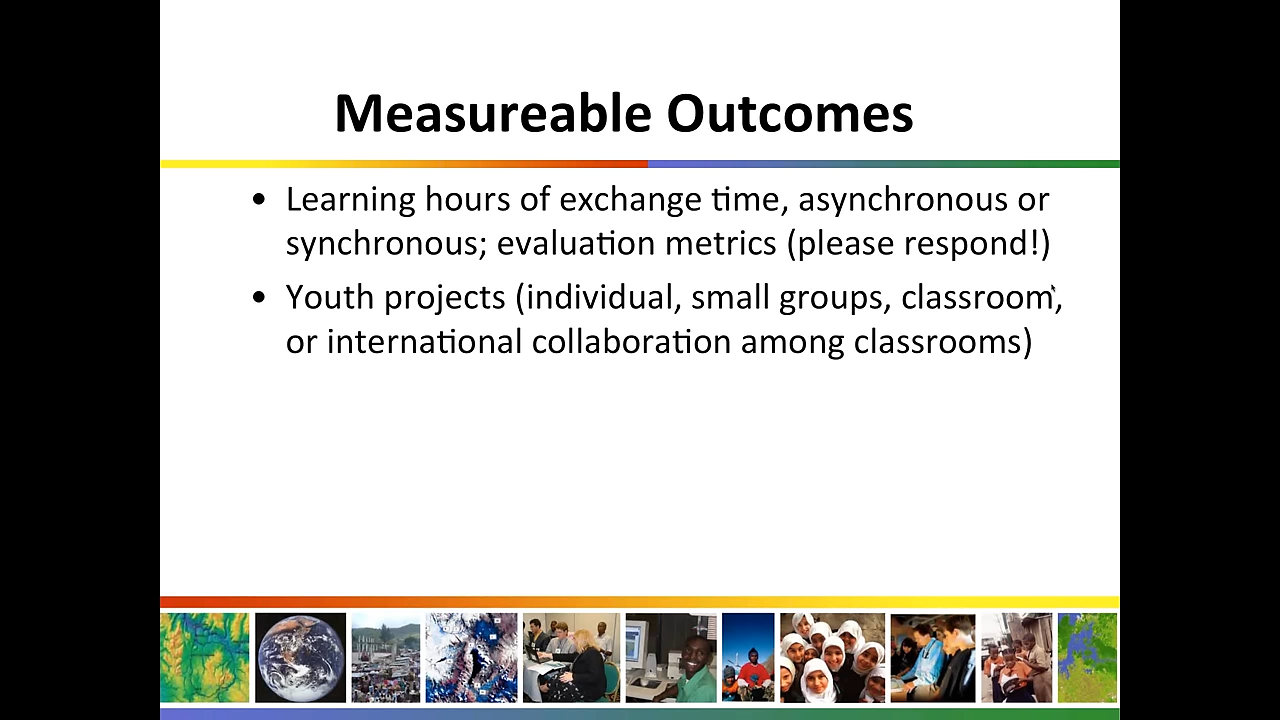 Measureable Outcomes
• Learning hours of exchange time, asynchronous or
synchronous; evaluation metrics (please respond!)
• Youth projects (individual, small groups, classroom,
or international collaboration among classrooms)